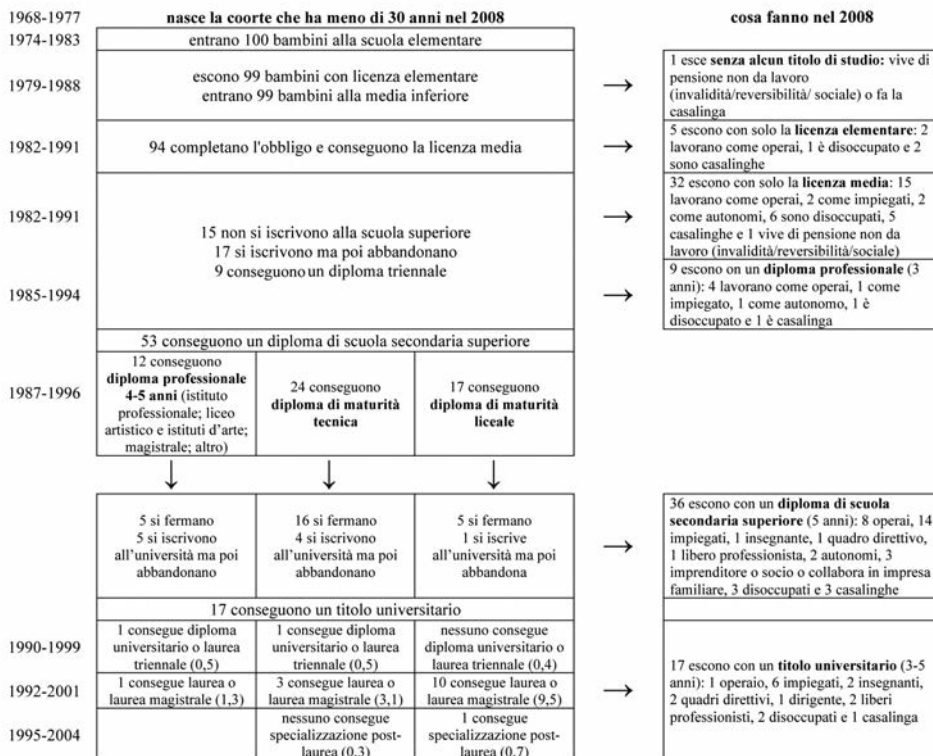 1968-1977
nasce la coorte che ha meno di 30 anni nel 2008
cosa fanno nel 2008
1974-1983
entrano 100 bambini alla scuola elementare
1979-1988
escono 99 bambini con licenza elementare
entrano 99 bambini alla media inferiore
→
1 esce senza alcun titolo di studio: vive di
pensione non da lavoro
(invalidità/reversibilità/ sociale) o fa la
casalinga
1982-1991
94 completano l'obbligo e conseguono la licenza media
→
5 escono con solo la licenza elementare: 2
lavorano come operai, 1 è disoccupato e 2
sono casalinghe
1982-1991
15 non si iscrivono alla scuola superiore
17 si iscrivono ma poi abbandonano
9 conseguono un diploma triennale
→
32 escono con solo la licenza media: 15
lavorano come operai, 2 come impiegati, 2
come autonomi, 6 sono disoccupati, 5
casalinghe e 1 vive di pensione non da
lavoro (invalidità/reversibilità/sociale)
1985-1994
→
9 escono on un diploma professionale (3
anni): 4 lavorano come operai, 1 come
impiegato, 1 come autonomo, 1 è
disoccupato e 1 è casalinga
53 conseguono un diploma di scuola secondaria superiore
1987-1996
12 conseguono
diploma professionale
4-5 anni (istituto
professionale; liceo
artistico e istituti d'arte;
magistrale; altro)
24 conseguono
diploma di maturità
tecnica
17 conseguono
diploma di maturità
liceale
↓ ↓ ↓
5 si fermano
5 si iscrivono
all'università ma poi
abbandonano
16 si fermano
4 si iscrivono
all'università ma poi
abbandonano
5 si fermano
1 si iscrive
all'università ma poi
abbandona
→
36 escono con un diploma di scuola
secondaria superiore (5 anni): 8 operai, 14
impiegati, 1 insegnante, 1 quadro direttivo,
1 libero professionista, 2 autonomi, 3
imprenditore o socio o collabora in impresa
familiare, 3 disoccupati e 3 casalinghe
17 conseguono un titolo universitario
1990-1999
1 consegue diploma
universitario o laurea
triennale (0,5)
1 consegue diploma
universitario o laurea
triennale (0,5)
nessuno consegue
diploma universitario o
laurea triennale (0,4)
1992-2001
1 consegue laurea o
laurea magistrale (1,3)
3 consegue laurea o
laurea magistrale (3,1)
10 consegue laurea o
laurea magistrale (9,5)
→
17 escono con un titolo universitario (3-5
anni): 1 operaio, 6 impiegati, 2 insegnanti,
2 quadri direttivi, 1 dirigente, 2 liberi
professionisti, 2 disoccupati e 1 casalinga
1995-2004
nessuno consegue
specializzazione post-
laurea (0,3)
1 consegue
specializzazione post-
laurea (0,7)